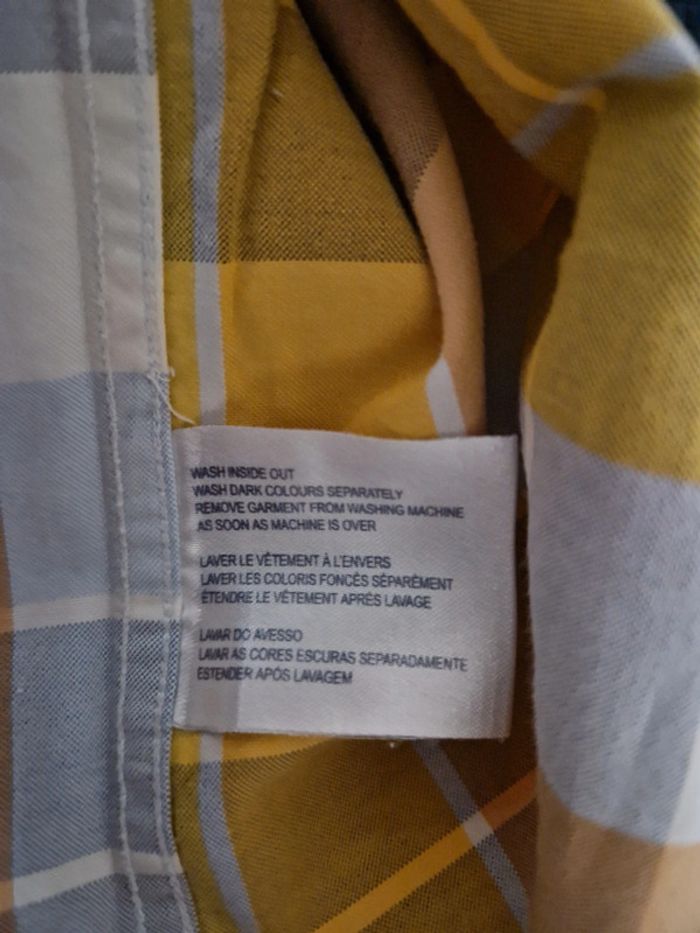 WASH INSIDE OUT
WASH DARK COLOURS SEPARATELY
REMOVE GARMENT FROM WASHING MACHINE
AS SOON AS MACHINE IS OVER
LAVER LE VÊTEMENT À L'ENVERS
LAVER LES COLORIS FONCÉS SÉPARÉMENT
ÉTENDRE LE VÊTEMENT APRÈS LAVAGE
LAVAR DO AVESSO
LAVAR AS CORES ESCURAS SEPARADAMENTE
ESTENDER APÓS LAVAGEM